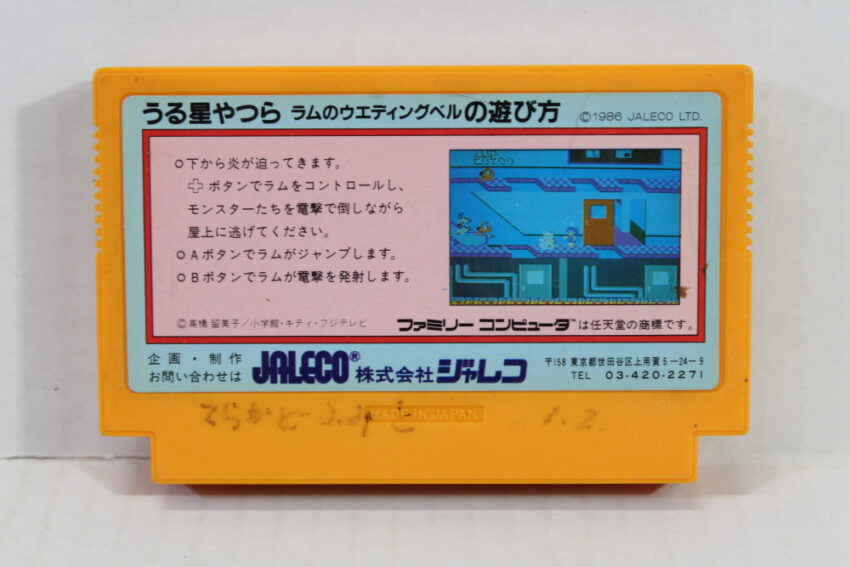 うる星やつら ラムのウエディングベルの遊び方 ©1986 JALECO LTD.
○下から炎が迫ってきます。
✚ボタンでラムをコントロールし、
モンスターたちを電撃で倒しながら
屋上に逃げてください。
○Aボタンでラムがジャンプします。
○Bボタンでラムが電撃を発射します。
©高橋留美子/小学館・キティ・フジテレビ
ファミリーコンピュータ™は任天堂の商標です。
企画・制作
お問い合わせは
JALECO® 株式会社ジャレコ
〒158 東京都世田谷区上用賀5-24-9
TEL 03-420-2271
MADE IN JAPAN